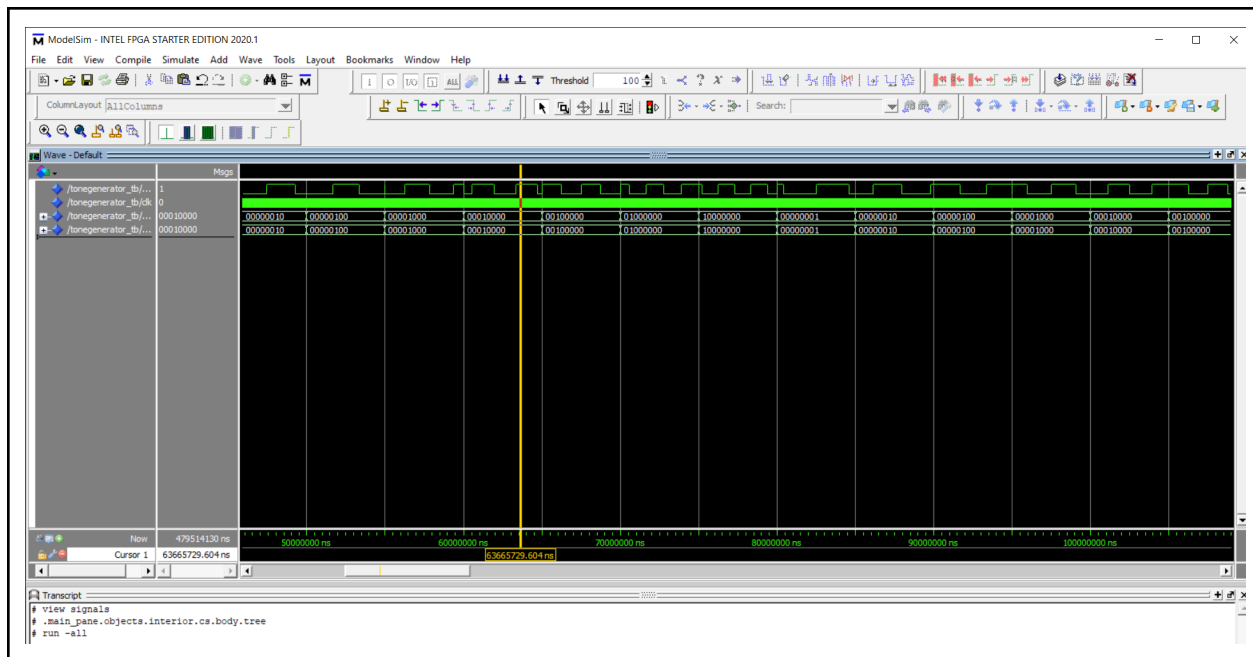 ModelSim - INTEL FPGA STARTER EDITION 2020.1
File Edit View Compile Simulate Add Wave Tools Layout Bookmarks Window Help
Threshold 100
ColumnLayout AllColumns
Search:
Wave - Default
Msgs
/tonegenerator_tb/... 1
/tonegenerator_tb/clk 0
/tonegenerator_tb/... 00010000 00000010 00000100 00001000 00010000 00100000 01000000 10000000 00000001 00000010 00000100 00001000 00010000 00100000
/tonegenerator_tb/... 00010000 00000010 00000100 00001000 00010000 00100000 01000000 10000000 00000001 00000010 00000100 00001000 00010000 00100000
Now 479514130 ns 50000000 ns 60000000 ns 70000000 ns 80000000 ns 90000000 ns 100000000 ns
Cursor 1 63665729.604 ns 63665729.604 ns
Transcript
# view signals
# .main_pane.objects.interior.cs.body.tree
# run -all